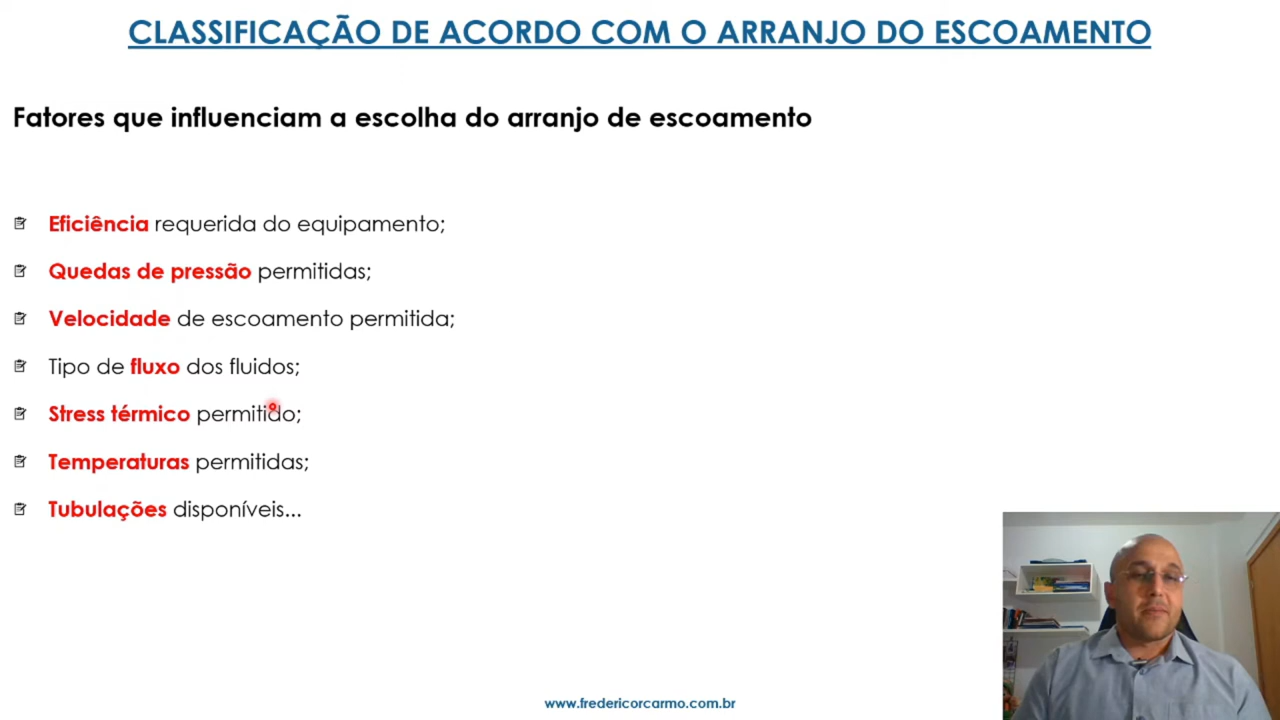 CLASSIFICAÇÃO DE ACORDO COM O ARRANJO DO ESCOAMENTO
Fatores que influenciam a escolha do arranjo de escoamento
Eficiência requerida do equipamento;
Quedas de pressão permitidas;
Velocidade de escoamento permitida;
Tipo de fluxo dos fluidos;
Stress térmico permitido;
Temperaturas permitidas;
Tubulações disponíveis...
www.fredericorcarmo.com.br